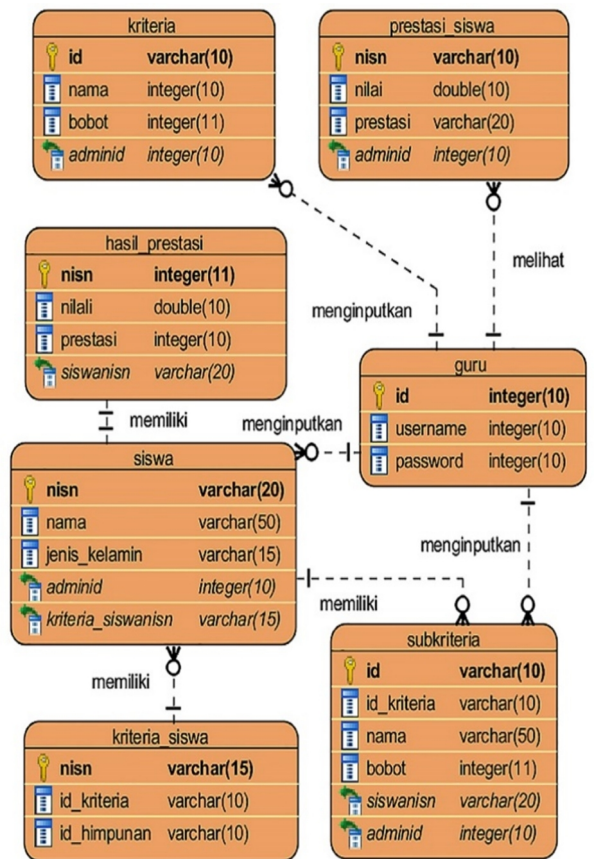 kriteria
id varchar(10)
nama integer(10)
bobot integer(11)
adminid integer(10)
prestasi_siswa
nisn varchar(10)
nilai double(10)
prestasi varchar(20)
adminid integer(10)
melihat
menginputkan
hasil_prestasi
nisn integer(11)
nilali double(10)
prestasi integer(10)
siswanisn varchar(20)
guru
id integer(10)
username integer(10)
password integer(10)
memiliki
menginputkan
siswa
nisn varchar(20)
nama varchar(50)
jenis_kelamin varchar(15)
adminid integer(10)
kriteria_siswanisn varchar(15)
menginputkan
memiliki
memiliki
subkriteria
id varchar(10)
id_kriteria varchar(10)
nama varchar(50)
bobot integer(11)
siswanisn varchar(20)
adminid integer(10)
kriteria_siswa
nisn varchar(15)
id_kriteria varchar(10)
id_himpunan varchar(10)